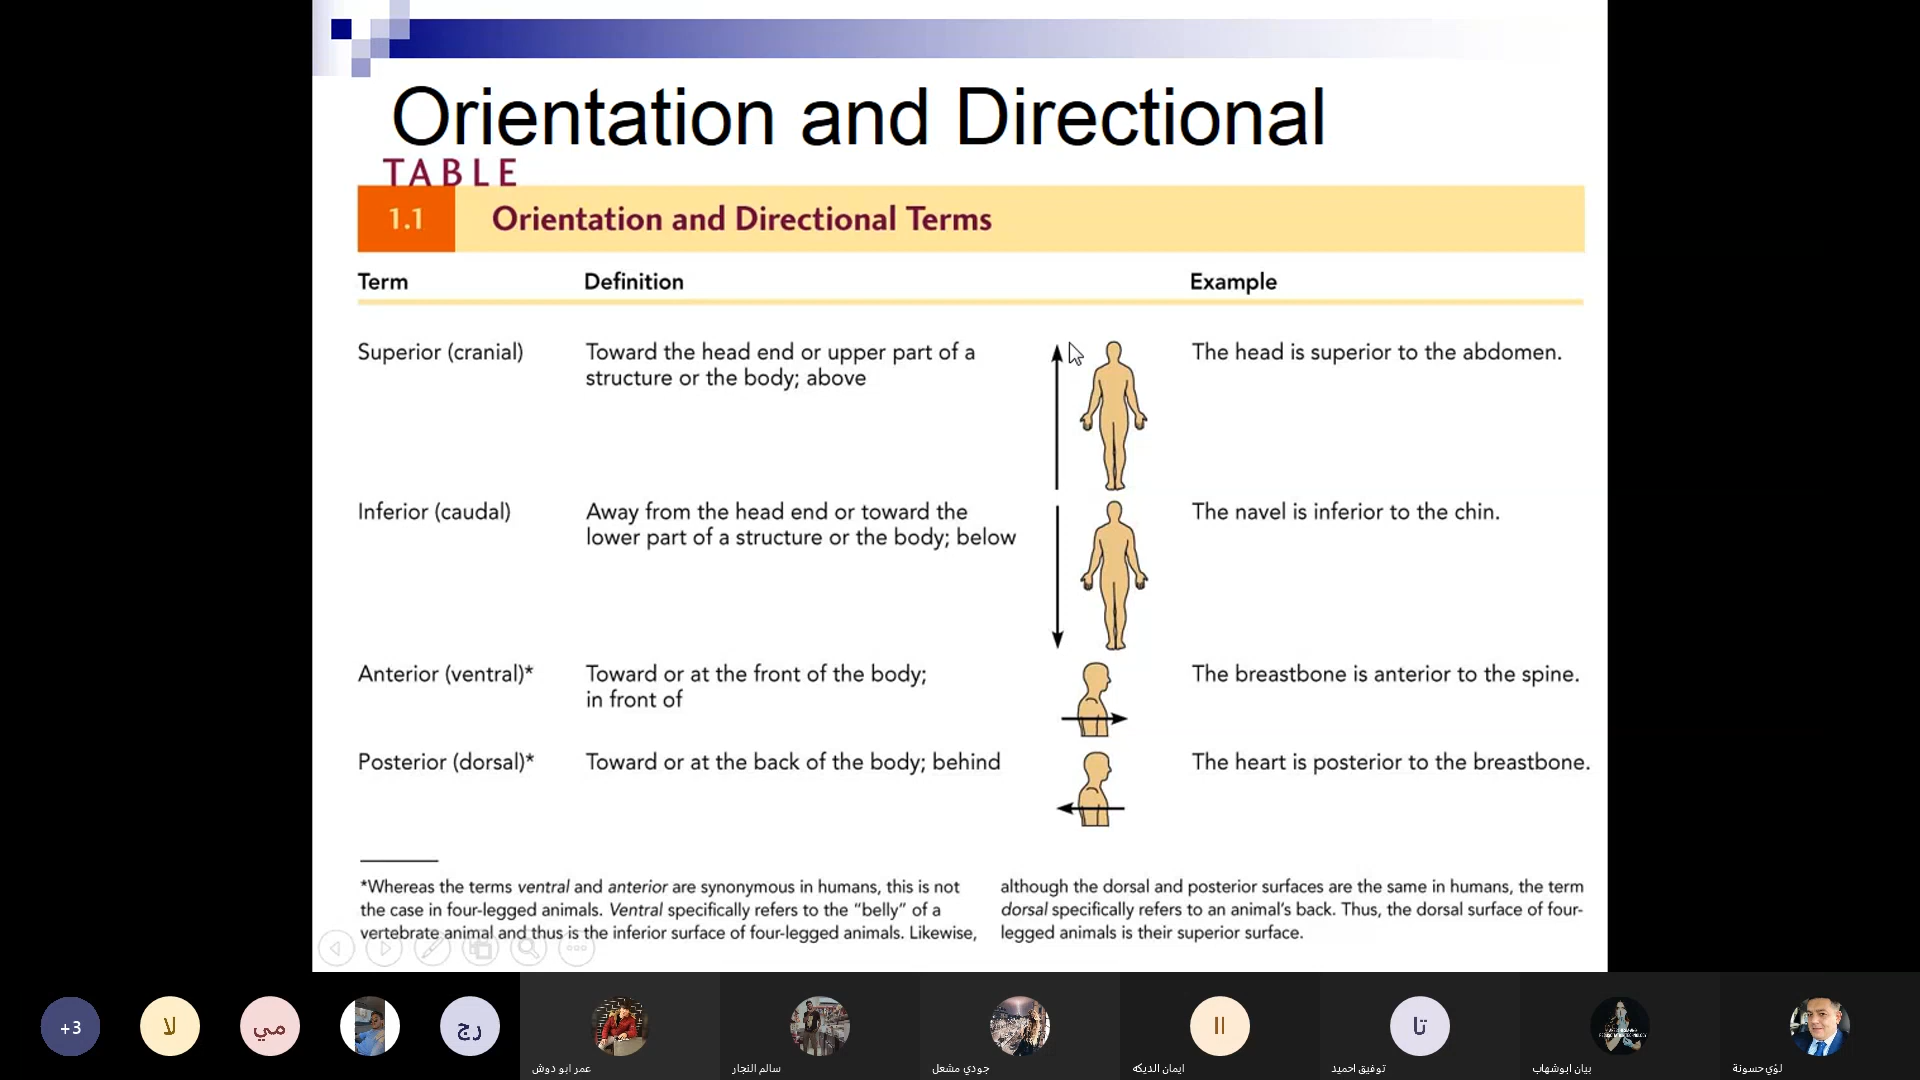 Orientation and Directional
TABLE
1.1 Orientation and Directional Terms
Term Definition Example
Superior (cranial) Toward the head end or upper part of a The head is superior to the abdomen.
structure or the body; above
Inferior (caudal) Away from the head end or toward the The navel is inferior to the chin.
lower part of a structure or the body; below
Anterior (ventral)* Toward or at the front of the body; The breastbone is anterior to the spine.
in front of
Posterior (dorsal)* Toward or at the back of the body; behind The heart is posterior to the breastbone.
*Whereas the terms ventral and anterior are synonymous in humans, this is not
the case in four-legged animals. Ventral specifically refers to the “belly” of a
vertebrate animal and thus is the inferior surface of four-legged animals. Likewise,
although the dorsal and posterior surfaces are the same in humans, the term
dorsal specifically refers to an animal’s back. Thus, the dorsal surface of four-
legged animals is their superior surface.
+3 لا مي رج اا تا
عمر ابو دوش سالم النجار جودي مشعل ايمان الديكه توفيق احميد بيان ابوشهاب لؤي حسونة